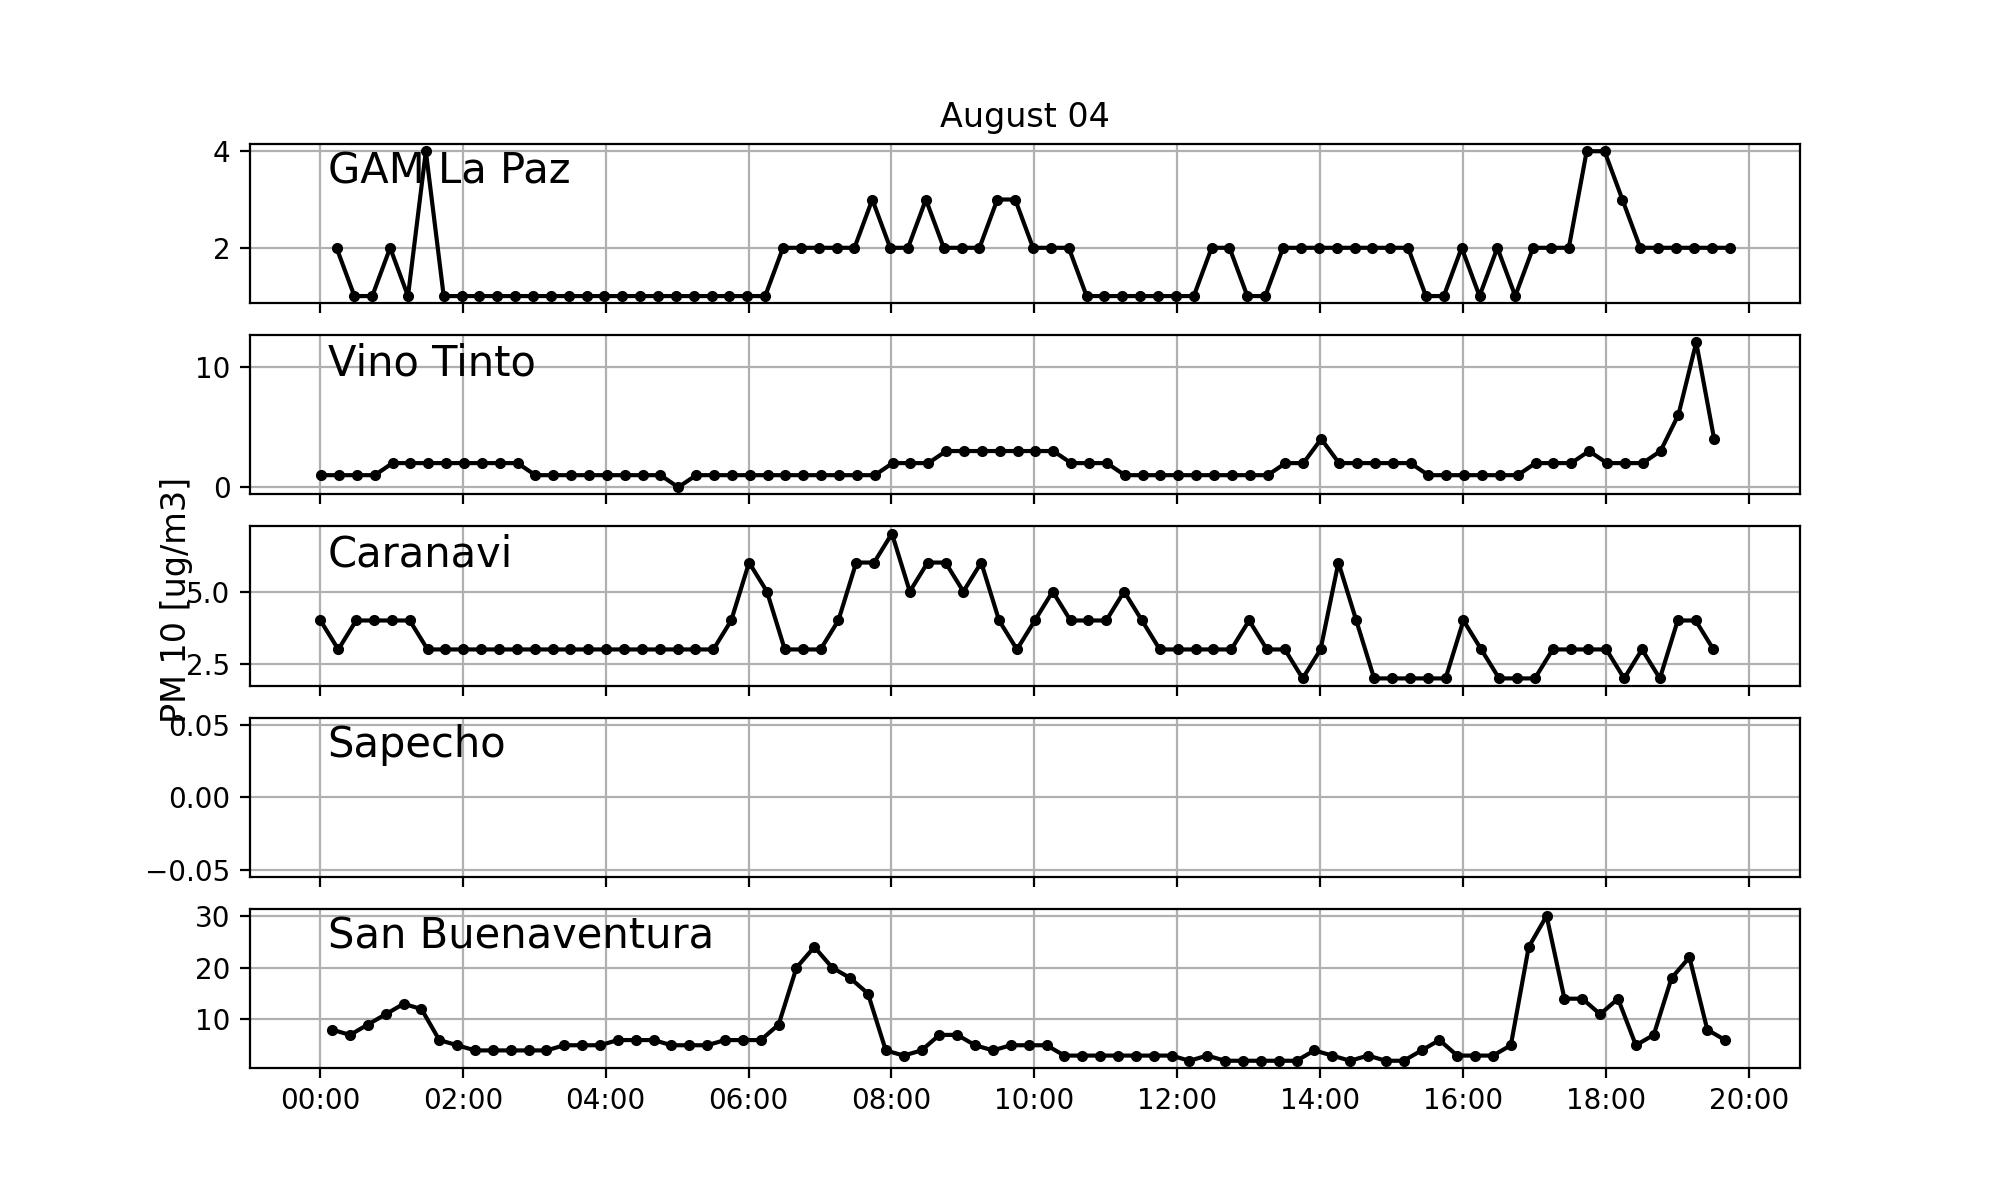 August 04
GAM La Paz
4
2
Vino Tinto
10
0
PM 10 [ug/m3]
Caranavi
5.0
2.5
Sapecho
0.05
0.00
−0.05
San Buenaventura
30
20
10
00:00 02:00 04:00 06:00 08:00 10:00 12:00 14:00 16:00 18:00 20:00